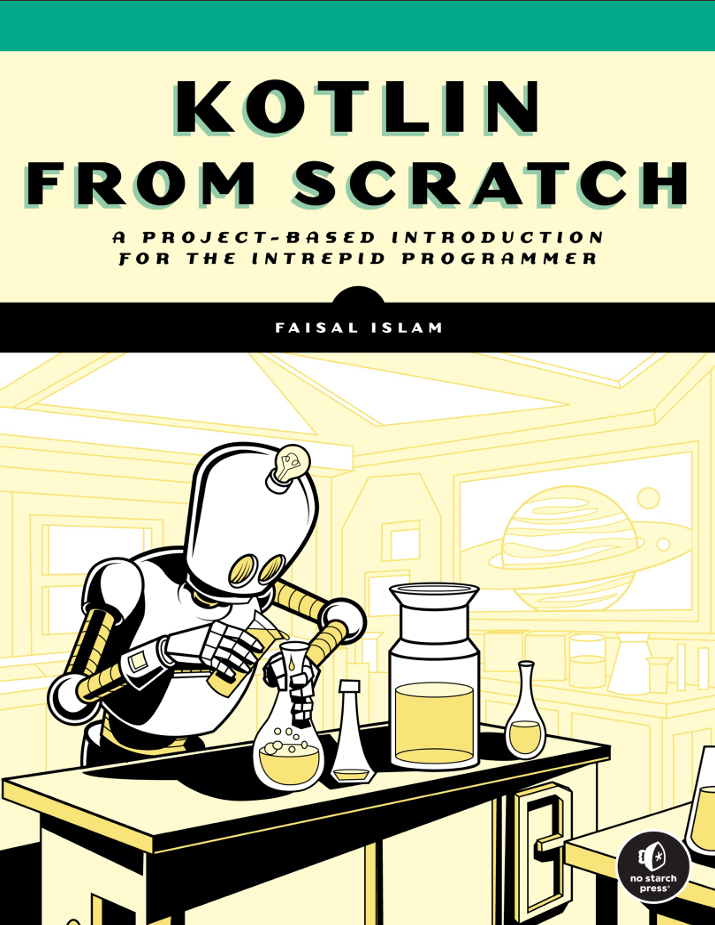 KOTLIN
FROM SCRATCH
A PROJECT-BASED INTRODUCTION
FOR THE INTREPID PROGRAMMER
FAISAL ISLAM
no starch
press®